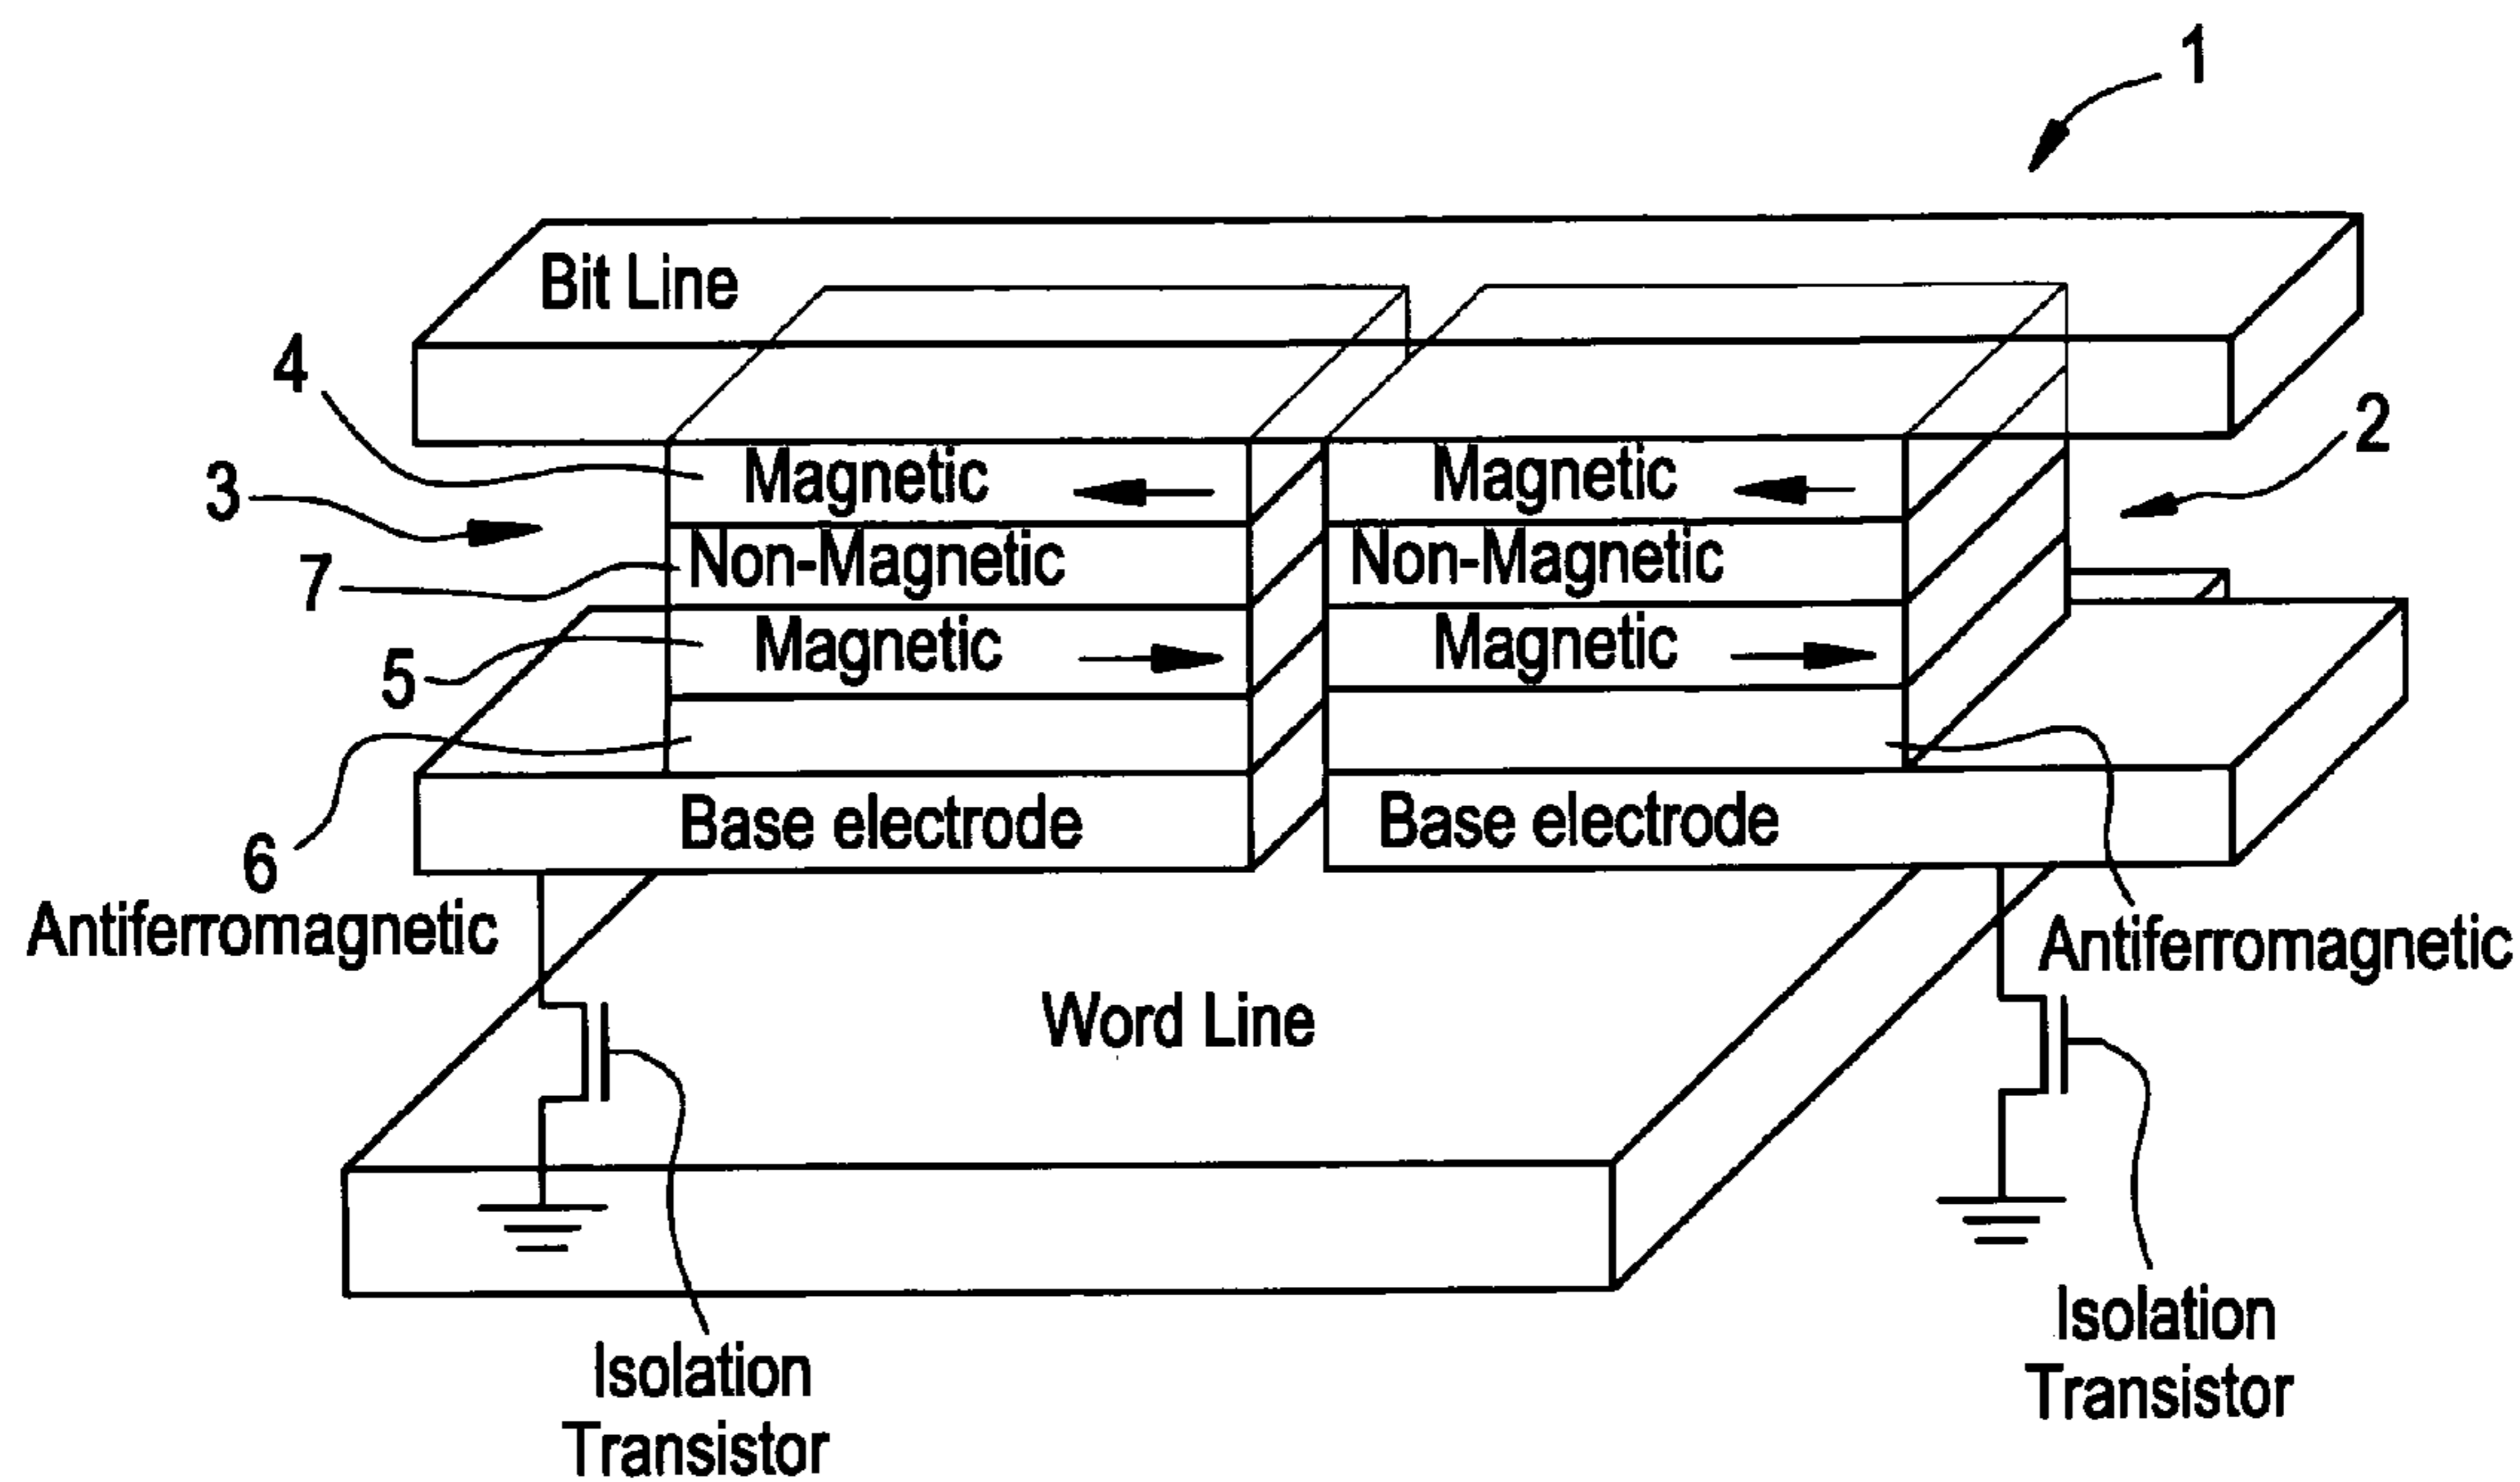 1
Bit Line
4
2
Magnetic
Magnetic
3
Non-Magnetic
Non-Magnetic
7
Magnetic
Magnetic
5
Base electrode
Base electrode
6
Antiferromagnetic
Antiferromagnetic
Word Line
Isolation
Transistor
Isolation
Transistor